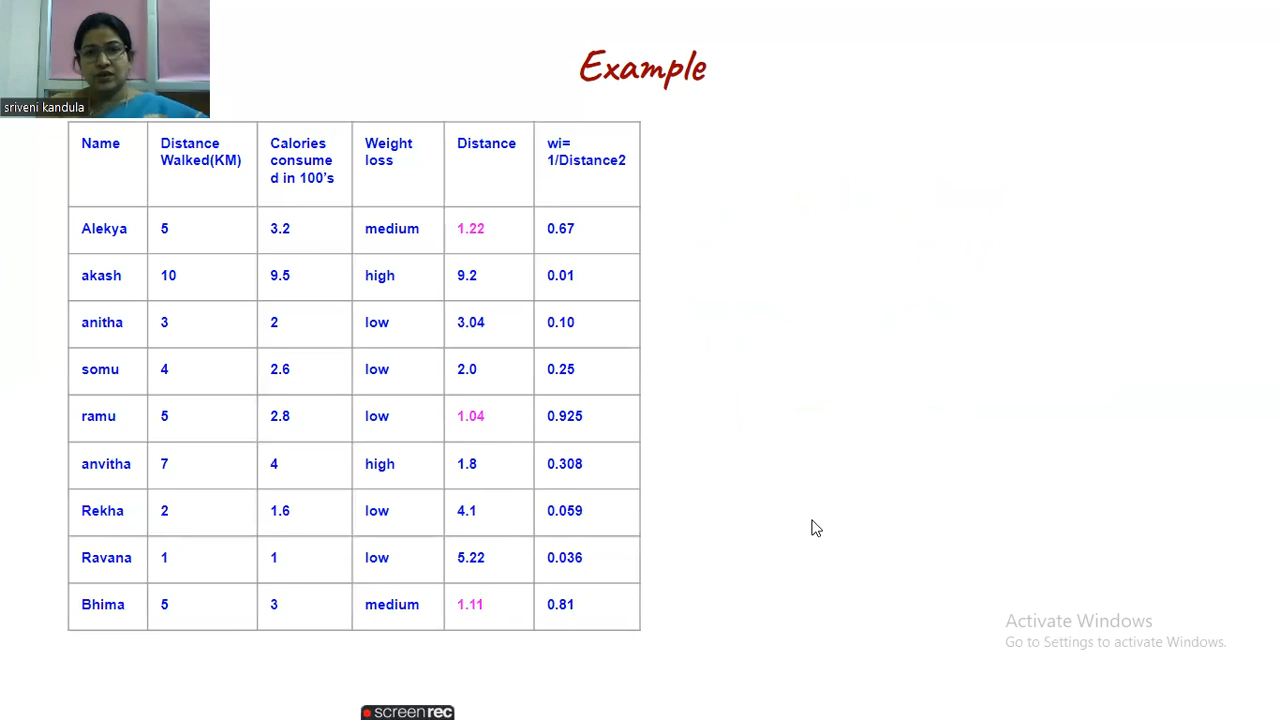 sriveni kandula
Example
Name Distance Walked(KM) Calories consume d in 100's Weight loss Distance wi= 1/Distance2
Alekya 5 3.2 medium 1.22 0.67
akash 10 9.5 high 9.2 0.01
anitha 3 2 low 3.04 0.10
somu 4 2.6 low 2.0 0.25
ramu 5 2.8 low 1.04 0.925
anvitha 7 4 high 1.8 0.308
Rekha 2 1.6 low 4.1 0.059
Ravana 1 1 low 5.22 0.036
Bhima 5 3 medium 1.11 0.81
Activate Windows
Go to Settings to activate Windows.
screenrec